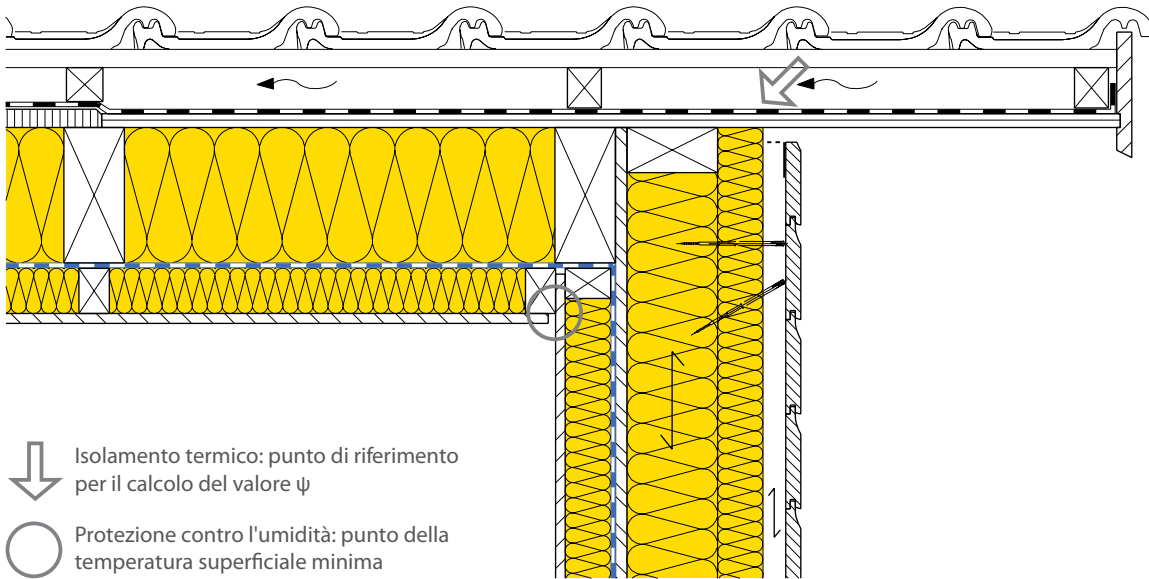 Isolamento termico: punto di riferimento
per il calcolo del valore ψ
Protezione contro l'umidità: punto della
temperatura superficiale minima